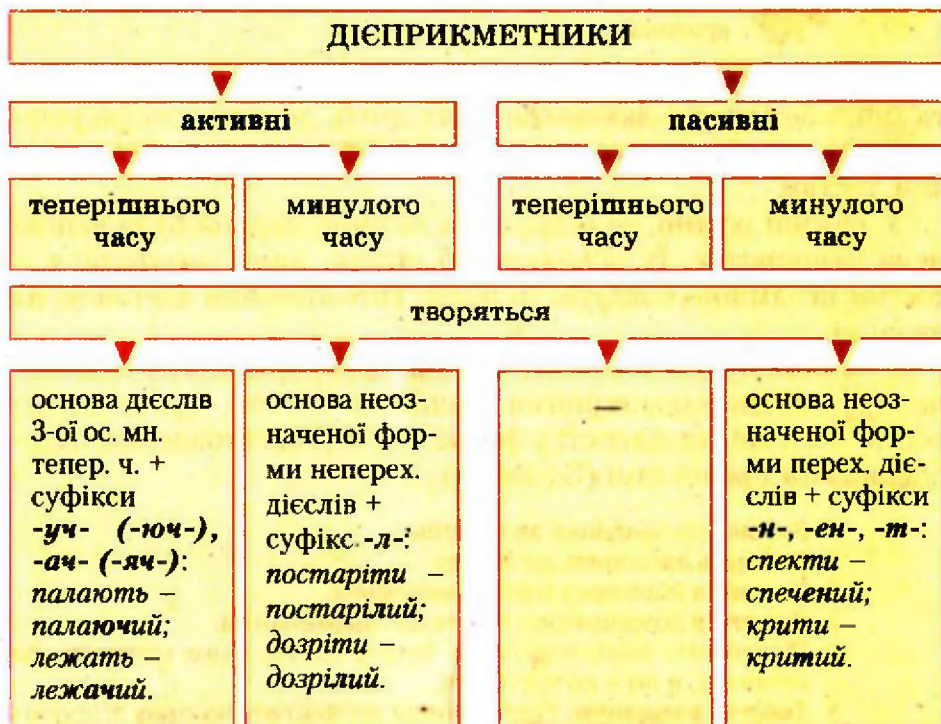 ДІЄПРИКМЕТНИКИ
активні
пасивні
теперішнього
часу
минулого
часу
теперішнього
часу
минулого
часу
творяться
основа дієслів
3-ої ос. мн.
тепер. ч. +
суфікси
-уч- (-юч-),
-ач- (-яч-):
палають –
палаючий;
лежать –
лежачий.
основа неоз-
наченої фор-
ми неперех.
дієслів +
суфікс -л-:
постаріти –
постарілий;
дозріти –
дозрілий.
—
основа неоз-
наченої фор-
ми перех. діє-
слів + суфікси
-н-, -ен-, -т-:
спекти –
спечений;
крити –
критий.